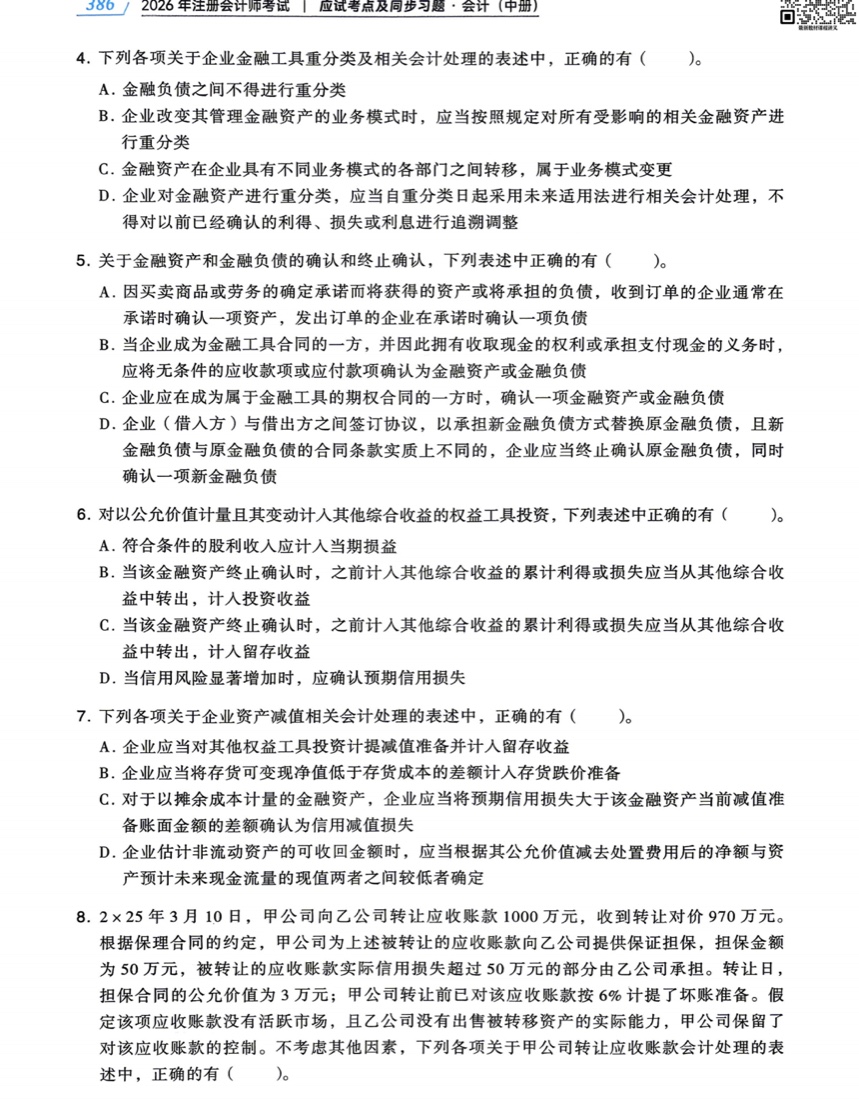 386 / 2026 年注册会计师考试 | 应试考点及同步习题 · 会计（中册）
4. 下列各项关于企业金融工具重分类及相关会计处理的表述中，正确的有（　　）。
A. 金融负债之间不得进行重分类
B. 企业改变其管理金融资产的业务模式时，应当按照规定对所有受影响的相关金融资产进
行重分类
C. 金融资产在企业具有不同业务模式的各部门之间转移，属于业务模式变更
D. 企业对金融资产进行重分类，应当自重分类日起采用未来适用法进行相关会计处理，不
得对以前已经确认的利得、损失或利息进行追溯调整
5. 关于金融资产和金融负债的确认和终止确认，下列表述中正确的有（　　）。
A. 因买卖商品或劳务的确定承诺而将获得的资产或将承担的负债，收到订单的企业通常在
承诺时确认一项资产，发出订单的企业在承诺时确认一项负债
B. 当企业成为金融工具合同的一方，并因此拥有收取现金的权利或承担支付现金的义务时，
应将无条件的应收款项或应付款项确认为金融资产或金融负债
C. 企业应在成为属于金融工具的期权合同的一方时，确认一项金融资产或金融负债
D. 企业（借入方）与借出方之间签订协议，以承担新金融负债方式替换原金融负债，且新
金融负债与原金融负债的合同条款实质上不同的，企业应当终止确认原金融负债，同时
确认一项新金融负债
6. 对以公允价值计量且其变动计入其他综合收益的权益工具投资，下列表述中正确的有（　　）。
A. 符合条件的股利收入应计入当期损益
B. 当该金融资产终止确认时，之前计入其他综合收益的累计利得或损失应当从其他综合收
益中转出，计入投资收益
C. 当该金融资产终止确认时，之前计入其他综合收益的累计利得或损失应当从其他综合收
益中转出，计入留存收益
D. 当信用风险显著增加时，应确认预期信用损失
7. 下列各项关于企业资产减值相关会计处理的表述中，正确的有（　　）。
A. 企业应当对其他权益工具投资计提减值准备并计入留存收益
B. 企业应当将存货可变现净值低于存货成本的差额计入存货跌价准备
C. 对于以摊余成本计量的金融资产，企业应当将预期信用损失大于该金融资产当前减值准
备账面金额的差额确认为信用减值损失
D. 企业估计非流动资产的可收回金额时，应当根据其公允价值减去处置费用后的净额与资
产预计未来现金流量的现值两者之间较低者确定
8. 2×25 年 3 月 10 日，甲公司向乙公司转让应收账款 1000 万元，收到转让对价 970 万元。
根据保理合同的约定，甲公司为上述被转让的应收账款向乙公司提供保证担保，担保金额
为 50 万元，被转让的应收账款实际信用损失超过 50 万元的部分由乙公司承担。转让日，
担保合同的公允价值为 3 万元；甲公司转让前已对该应收账款按 6% 计提了坏账准备。假
定该项应收账款没有活跃市场，且乙公司没有出售被转移资产的实际能力，甲公司保留了
对该应收账款的控制。不考虑其他因素，下列各项关于甲公司转让应收账款会计处理的表
述中，正确的有（　　）。